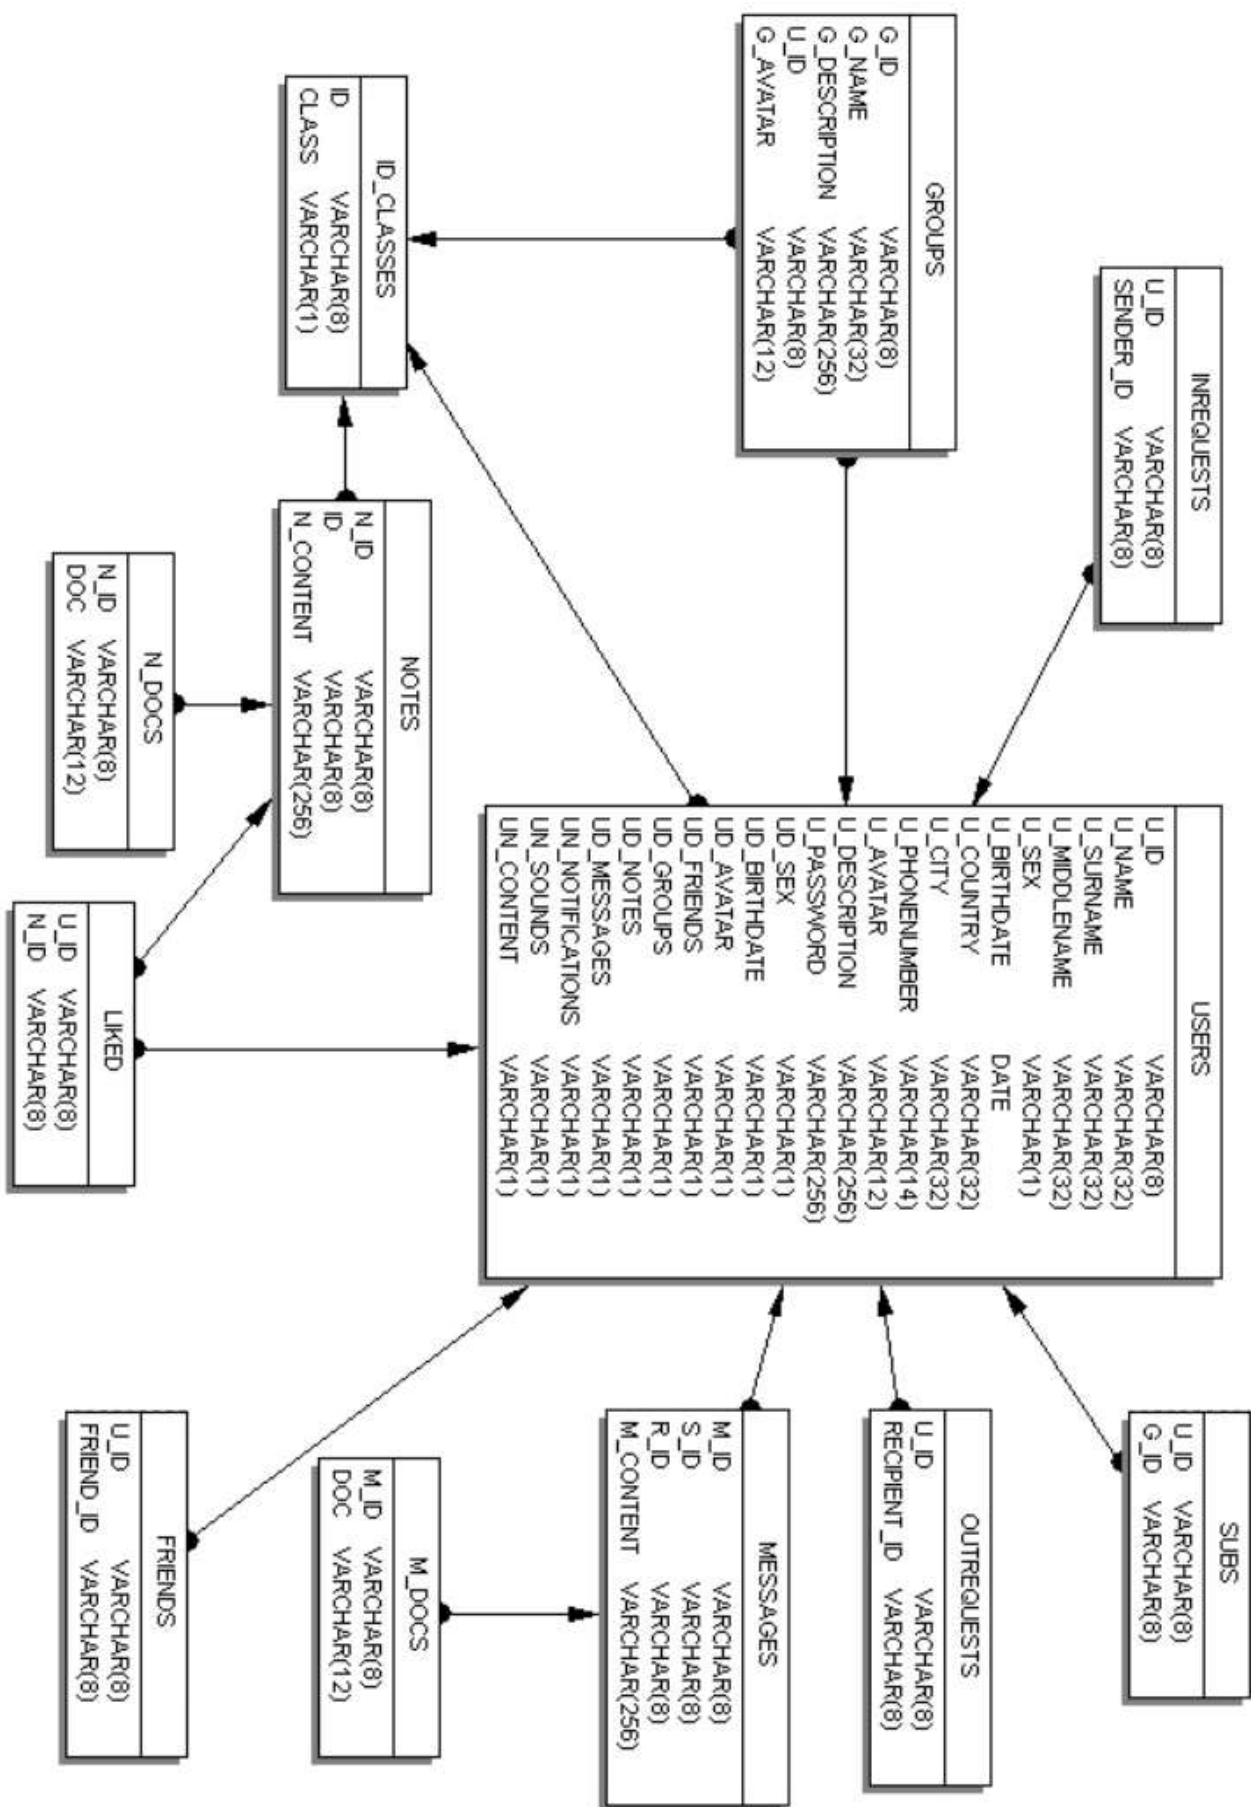 INREQUESTS
U_ID VARCHAR(8)
SENDER_ID VARCHAR(8)
USERS
U_ID VARCHAR(8)
U_NAME VARCHAR(32)
U_SURNAME VARCHAR(32)
U_MIDDLENAME VARCHAR(32)
U_SEX VARCHAR(1)
U_BIRTHDATE DATE
U_COUNTRY VARCHAR(32)
U_CITY VARCHAR(32)
U_PHONENUMBER VARCHAR(14)
U_AVATAR VARCHAR(12)
U_DESCRIPTION VARCHAR(256)
U_PASSWORD VARCHAR(256)
UD_SEX VARCHAR(1)
UD_BIRTHDATE VARCHAR(1)
UD_AVATAR VARCHAR(1)
UD_FRIENDS VARCHAR(1)
UD_GROUPS VARCHAR(1)
UD_NOTES VARCHAR(1)
UD_MESSAGES VARCHAR(1)
UN_NOTIFICATIONS VARCHAR(1)
UN_SOUNDS VARCHAR(1)
UN_CONTENT VARCHAR(1)
SUBS
U_ID VARCHAR(8)
G_ID VARCHAR(8)
GROUPS
G_ID VARCHAR(8)
G_NAME VARCHAR(32)
G_DESCRIPTION VARCHAR(256)
U_ID VARCHAR(8)
G_AVATAR VARCHAR(12)
OUTREQUESTS
U_ID VARCHAR(8)
RECIPIENT_ID VARCHAR(8)
MESSAGES
M_ID VARCHAR(8)
S_ID VARCHAR(8)
R_ID VARCHAR(8)
M_CONTENT VARCHAR(256)
ID_CLASSES
ID VARCHAR(8)
CLASS VARCHAR(1)
NOTES
N_ID VARCHAR(8)
ID VARCHAR(8)
N_CONTENT VARCHAR(256)
M_DOCS
M_ID VARCHAR(8)
DOC VARCHAR(12)
N_DOCS
N_ID VARCHAR(8)
DOC VARCHAR(12)
LIKED
U_ID VARCHAR(8)
N_ID VARCHAR(8)
FRIENDS
U_ID VARCHAR(8)
FRIEND_ID VARCHAR(8)